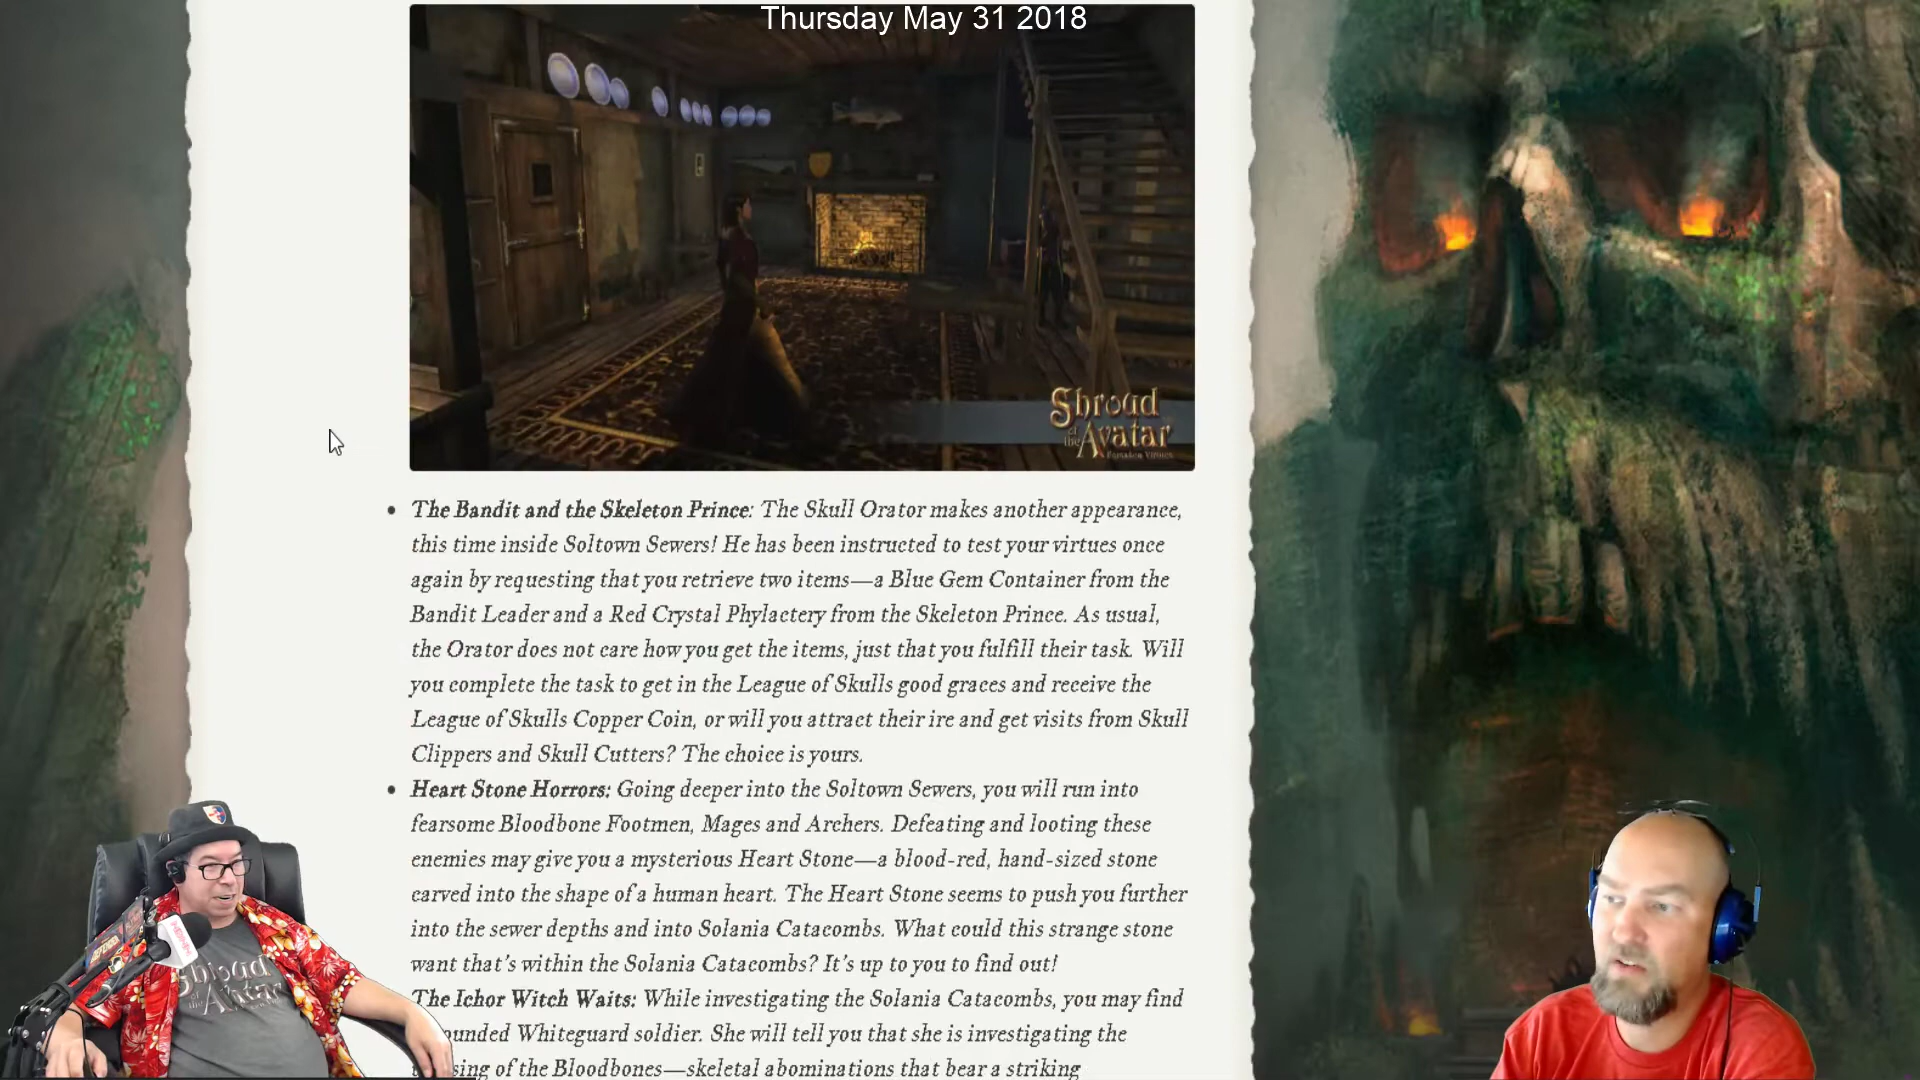 Thursday May 31 2018
Shroud
of the Avatar
Forsaken Virtues
The Bandit and the Skeleton Prince: The Skull Orator makes another appearance,
this time inside Soltown Sewers! He has been instructed to test your virtues once
again by requesting that you retrieve two items—a Blue Gem Container from the
Bandit Leader and a Red Crystal Phylactery from the Skeleton Prince. As usual,
the Orator does not care how you get the items, just that you fulfill their task. Will
you complete the task to get in the League of Skulls good graces and receive the
League of Skulls Copper Coin, or will you attract their ire and get visits from Skull
Clippers and Skull Cutters? The choice is yours.
Heart Stone Horrors: Going deeper into the Soltown Sewers, you will run into
fearsome Bloodbone Footmen, Mages and Archers. Defeating and looting these
enemies may give you a mysterious Heart Stone—a blood-red, hand-sized stone
carved into the shape of a human heart. The Heart Stone seems to push you further
into the sewer depths and into Solania Catacombs. What could this strange stone
want that's within the Solania Catacombs? It's up to you to find out!
The Ichor Witch Waits: While investigating the Solania Catacombs, you may find
ounded Whiteguard soldier. She will tell you that she is investigating the
sing of the Bloodbones—skeletal abominations that bear a striking
Shroud
of the Avatar